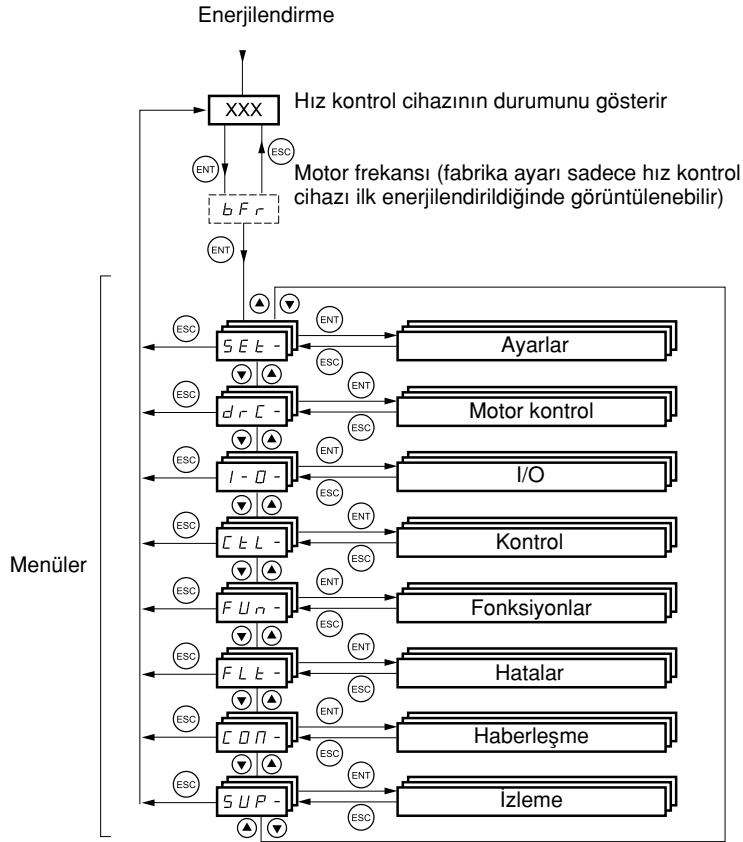 Enerjilendirme
XXX
Hız kontrol cihazının durumunu gösterir
ENT
ESC
Motor frekansı (fabrika ayarı sadece hız kontrol
cihazı ilk enerjilendirildiğinde görüntülenebilir)
bFr
ENT
Menüler
ESC
SEt -
ENT
ESC
Ayarlar
ESC
drC -
ENT
ESC
Motor kontrol
ESC
I - O -
ENT
ESC
I/O
ESC
CtL -
ENT
ESC
Kontrol
ESC
FUn -
ENT
ESC
Fonksiyonlar
ESC
FLt -
ENT
ESC
Hatalar
ESC
COM -
ENT
ESC
Haberleşme
ESC
SUP -
ENT
ESC
İzleme